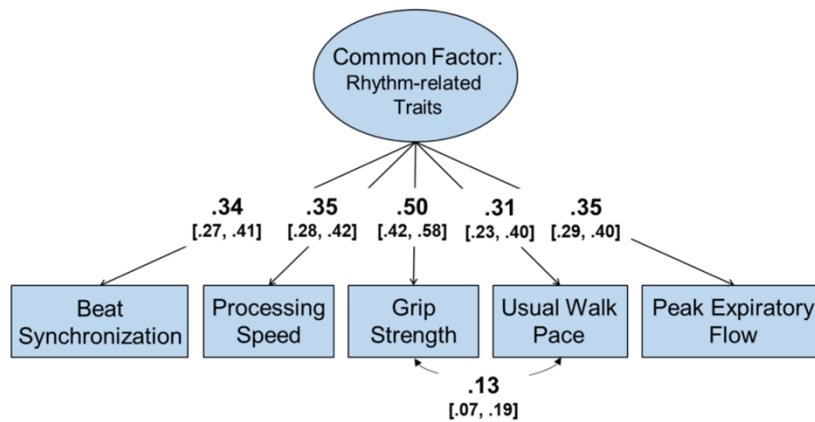 Common Factor:
Rhythm-related
Traits
.34
[.27, .41]
.35
[.28, .42]
.50
[.42, .58]
.31
[.23, .40]
.35
[.29, .40]
Beat
Synchronization
Processing
Speed
Grip
Strength
Usual Walk
Pace
Peak Expiratory
Flow
.13
[.07, .19]